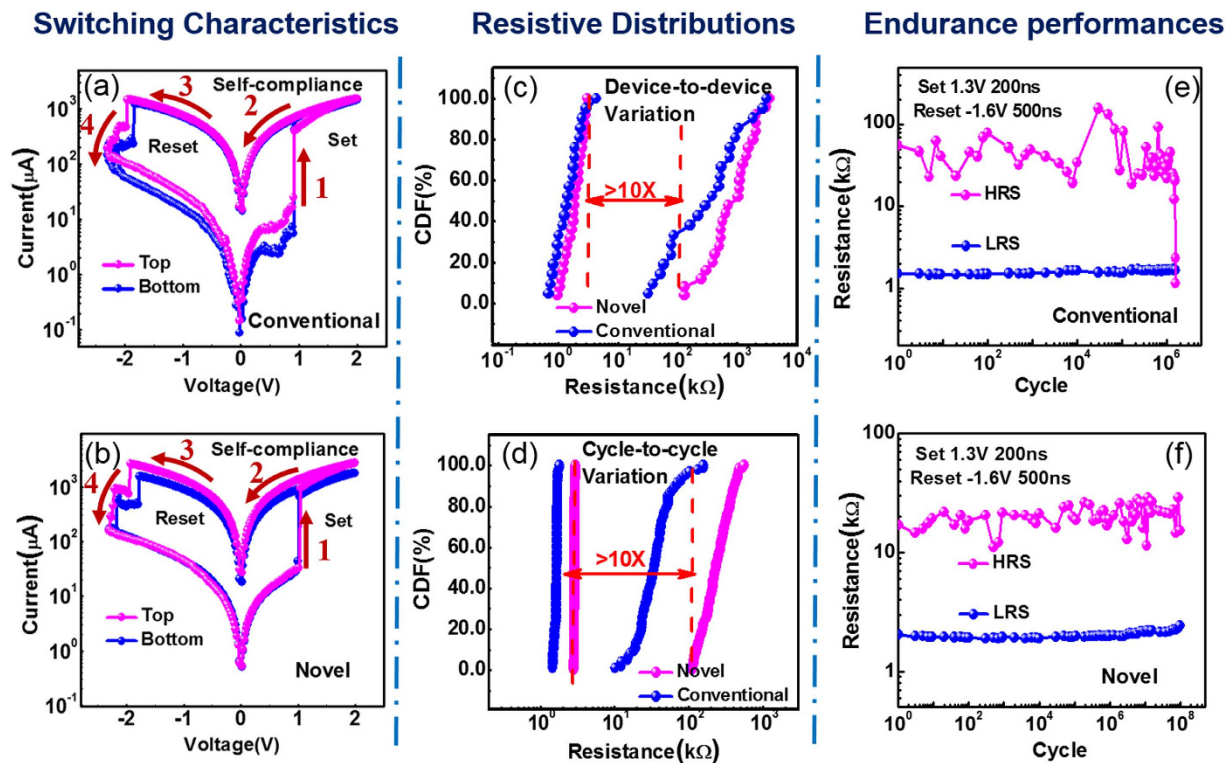 Switching Characteristics
Resistive Distributions
Endurance performances
(a)
Self-compliance
3
2
4
Reset
Set
1
Top
Bottom
Conventional
Current(μA)
10³
10²
10¹
10⁰
10⁻¹
-2 -1 0 1 2
Voltage(V)
(c)
Device-to-device
Variation
>10X
Novel
Conventional
CDF(%)
100.0
80.0
60.0
40.0
20.0
0.0
10⁻¹ 10⁰ 10¹ 10² 10³ 10⁴
Resistance(kΩ)
(e)
Set 1.3V 200ns
Reset -1.6V 500ns
HRS
LRS
Conventional
Resistance(kΩ)
100
10
1
10⁰ 10² 10⁴ 10⁶
Cycle
(b)
Self-compliance
3
2
4
Reset
Set
1
Top
Bottom
Novel
Current(μA)
10⁴
10³
10²
10¹
10⁰
10⁻¹
-2 -1 0 1 2
Voltage(V)
(d)
Cycle-to-cycle
Variation
>10X
Novel
Conventional
CDF(%)
100.0
80.0
60.0
40.0
20.0
0.0
10⁰ 10¹ 10² 10³
Resistance(kΩ)
(f)
Set 1.3V 200ns
Reset -1.6V 500ns
HRS
LRS
Novel
Resistance(kΩ)
100
10
1
10⁰ 10² 10⁴ 10⁶ 10⁸
Cycle